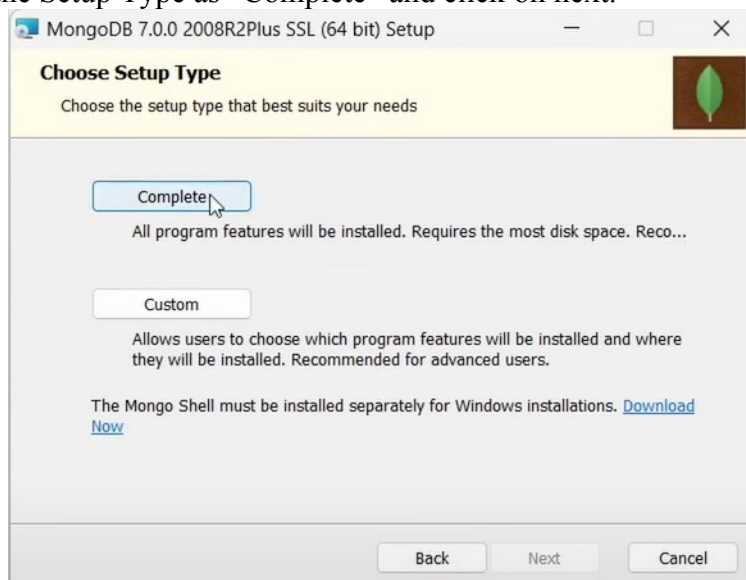 the Setup Type as "Complete" and click on next.
MongoDB 7.0.0 2008R2Plus SSL (64 bit) Setup
Choose Setup Type
Choose the setup type that best suits your needs
Complete
All program features will be installed. Requires the most disk space. Reco...
Custom
Allows users to choose which program features will be installed and where
they will be installed. Recommended for advanced users.
The Mongo Shell must be installed separately for Windows installations. Download
Now
Back Next Cancel